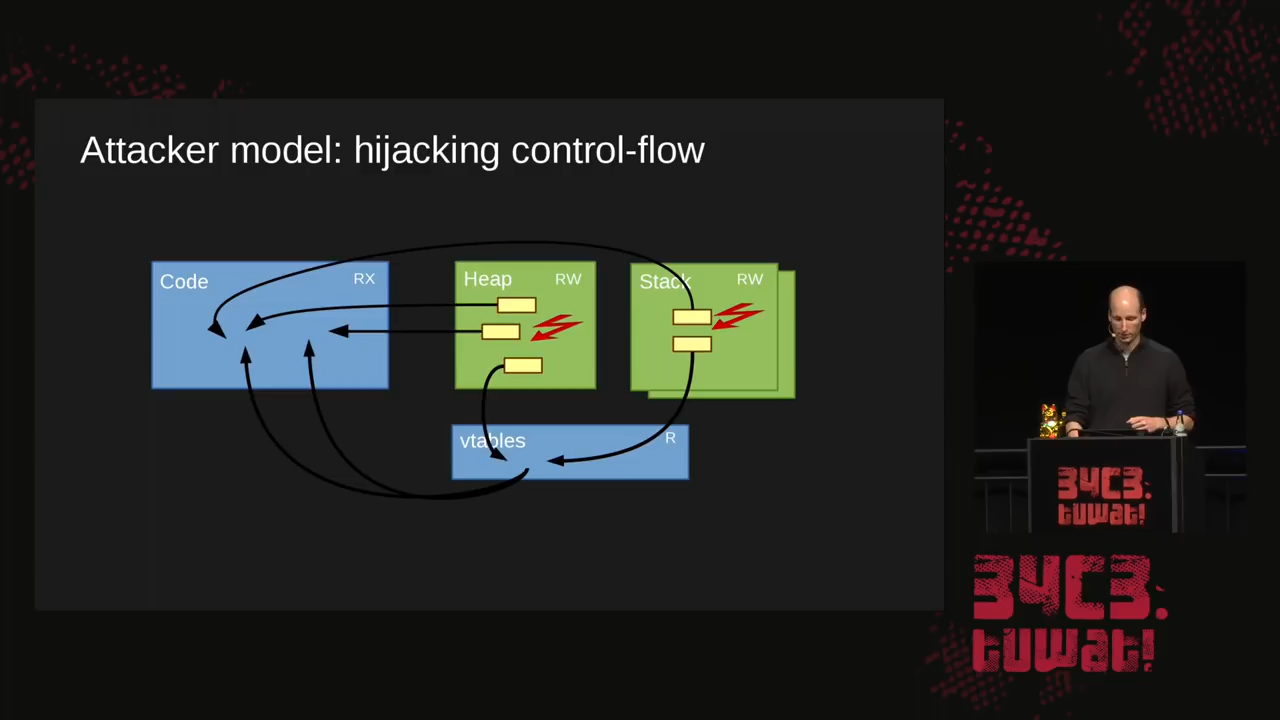 Attacker model: hijacking control-flow
Code
RX
Heap
RW
Stack
RW
vtables
R
34C3.
tuwat!
34C3.
tuwat!